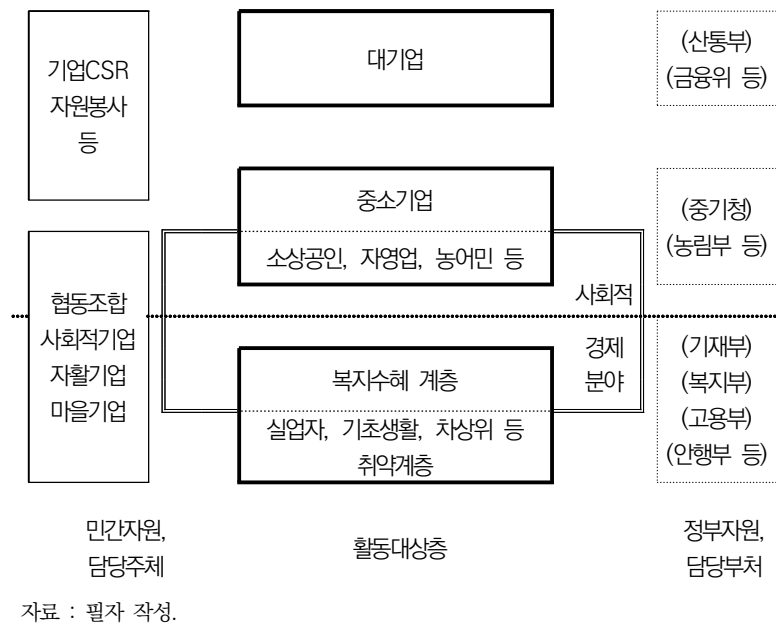 기업CSR
자원봉사
등
대기업
(산통부)
(금융위 등)
중소기업
소상공인, 자영업, 농어민 등
(중기청)
(농림부 등)
협동조합
사회적기업
자활기업
마을기업
사회적
경제
분야
복지수혜 계층
실업자, 기초생활, 차상위 등
취약계층
(기재부)
(복지부)
(고용부)
(안행부 등)
민간자원,
담당주체
활동대상층
정부자원,
담당부처
자료 : 필자 작성.